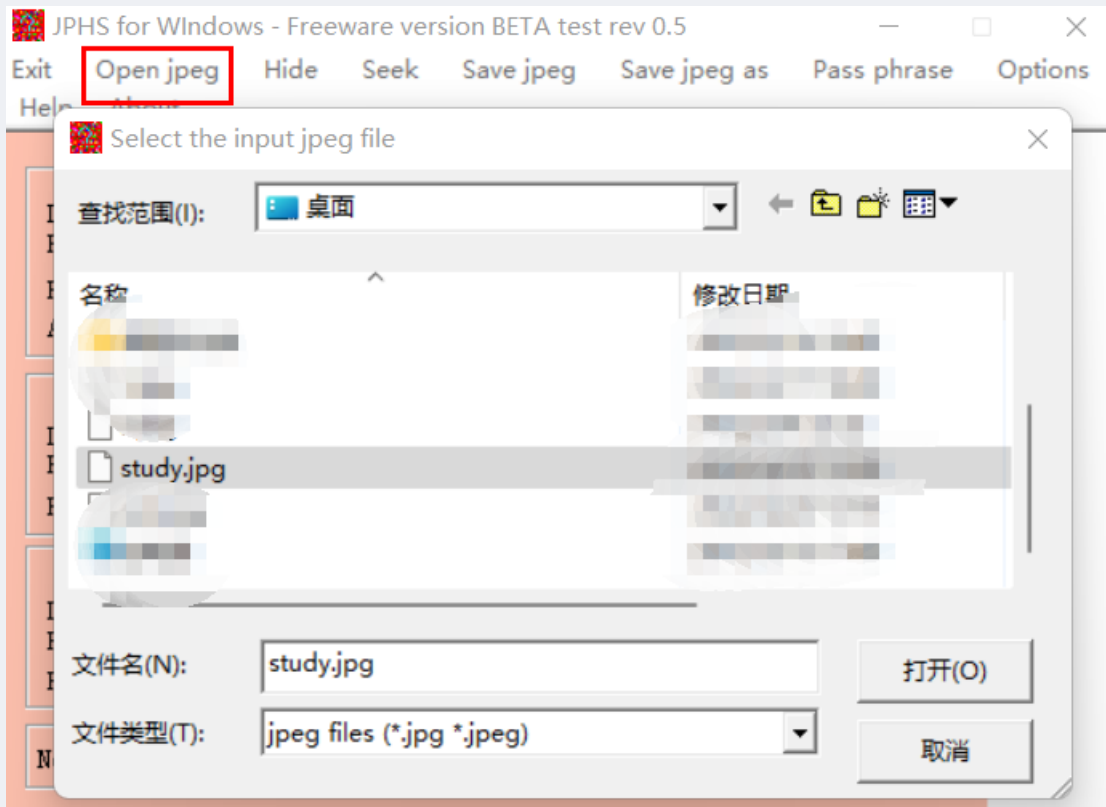 JPHS for WIndows - Freeware version BETA test rev 0.5
Exit Open jpeg Hide Seek Save jpeg Save jpeg as Pass phrase Options
Help About
Select the input jpeg file
查找范围(I): 桌面
名称 修改日期
study.jpg
文件名(N): study.jpg 打开(O)
文件类型(T): jpeg files (*.jpg *.jpeg)
取消